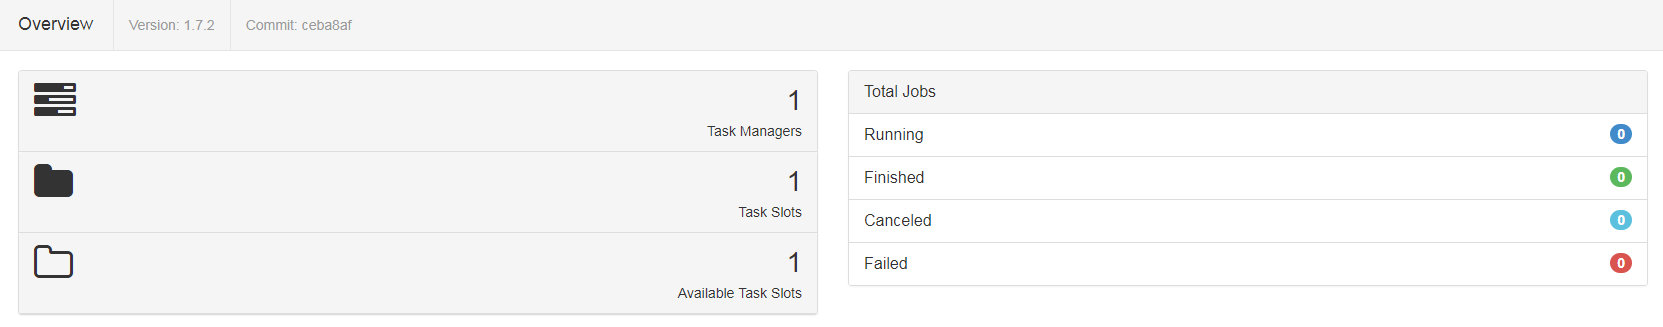 Overview Version: 1.7.2 Commit: ceba8af
1
Task Managers
1
Task Slots
1
Available Task Slots
Total Jobs
Running 0
Finished 0
Canceled 0
Failed 0